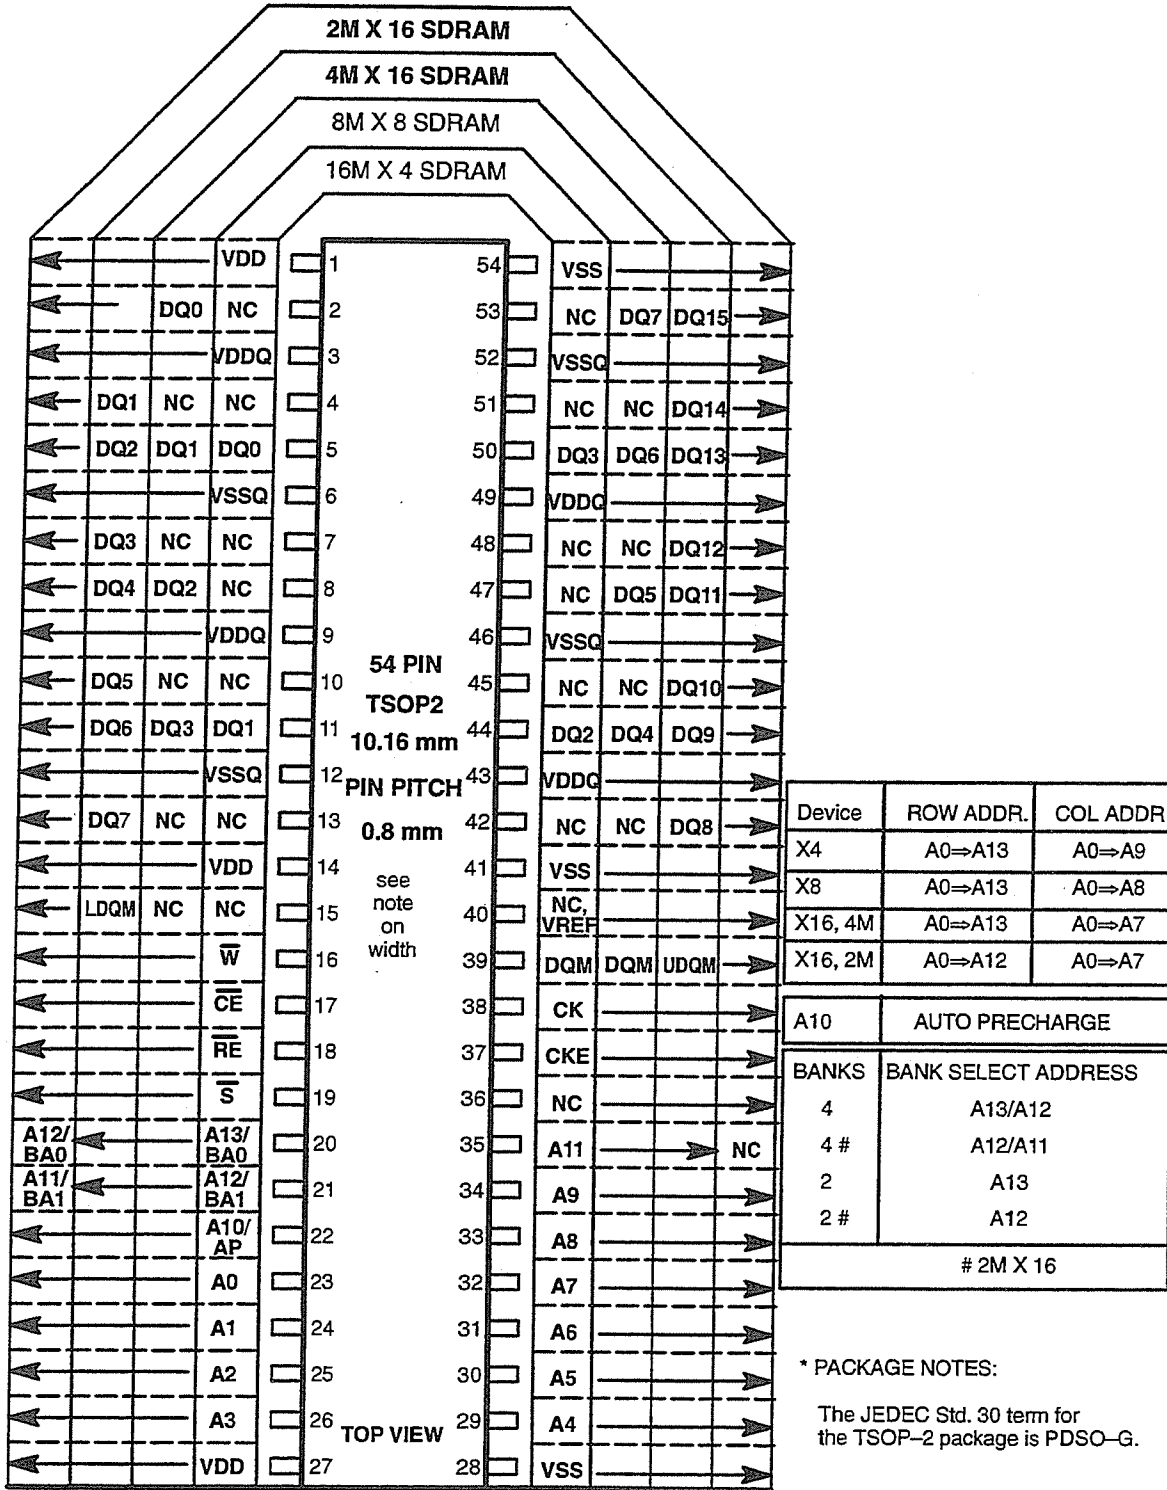 2M X 16 SDRAM
4M X 16 SDRAM
8M X 8 SDRAM
16M X 4 SDRAM
VDD 1 54 VSS
DQ0 NC 2 53 NC DQ7 DQ15
VDDQ 3 52 VSSQ
DQ1 NC NC 4 51 NC NC DQ14
DQ2 DQ1 DQ0 5 50 DQ3 DQ6 DQ13
VSSQ 6 49 VDDQ
DQ3 NC NC 7 48 NC NC DQ12
DQ4 DQ2 NC 8 47 NC DQ5 DQ11
VDDQ 9 46 VSSQ
DQ5 NC NC 10 45 NC NC DQ10
DQ6 DQ3 DQ1 11 44 DQ2 DQ4 DQ9
VSSQ 12 43 VDDQ
DQ7 NC NC 13 42 NC NC DQ8
VDD 14 41 VSS
LDQM NC NC 15 40 NC, VREF
W̅ 16 39 DQM DQM UDQM
C̅E̅ 17 38 CK
R̅E̅ 18 37 CKE
S̅ 19 36 NC
A12/BA0 A13/BA0 20 35 A11 NC
A11/BA1 A12/BA1 21 34 A9
A10/AP 22 33 A8
A0 23 32 A7
A1 24 31 A6
A2 25 30 A5
A3 26 29 A4
VDD 27 28 VSS
54 PIN
TSOP2
10.16 mm
PIN PITCH
0.8 mm
see
note
on
width
TOP VIEW
Device ROW ADDR. COL ADDR
X4 A0⇒A13 A0⇒A9
X8 A0⇒A13 A0⇒A8
X16, 4M A0⇒A13 A0⇒A7
X16, 2M A0⇒A12 A0⇒A7
A10 AUTO PRECHARGE
BANKS BANK SELECT ADDRESS
4 A13/A12
4 # A12/A11
2 A13
2 # A12
# 2M X 16
* PACKAGE NOTES:
The JEDEC Std. 30 term for
the TSOP–2 package is PDSO–G.